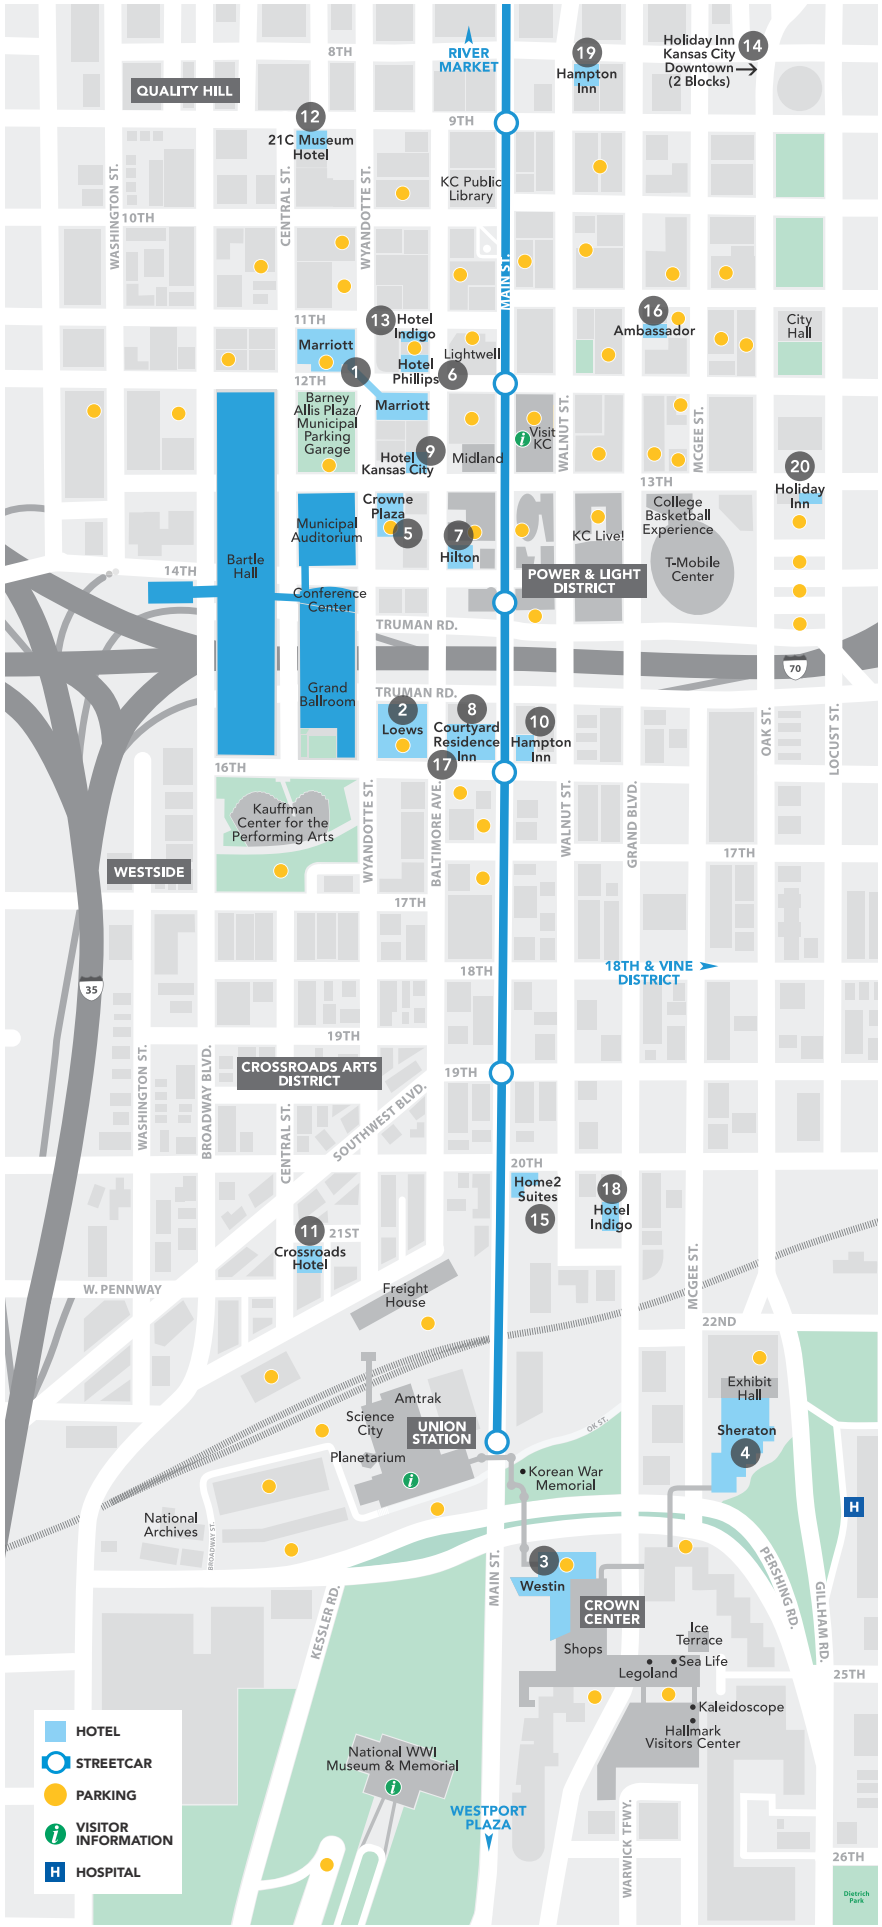 8TH
RIVER
MARKET
19
Hampton
Inn
Holiday Inn
Kansas City
Downtown
(2 Blocks)
14
QUALITY HILL
12
21C Museum
Hotel
9TH
KC Public
Library
WASHINGTON ST.
CENTRAL ST.
WYANDOTTE ST.
10TH
MAIN ST.
11TH
13
Hotel
Indigo
Marriott
Lightwell
16
Ambassador
City
Hall
1
Hotel
Phillips
6
12TH
Barney
Allis Plaza/
Municipal
Parking
Garage
Marriott
WALNUT ST.
MCGEE ST.
Visit
KC
9
Hotel
Kansas City
Midland
13TH
20
Holiday
Inn
Crowne
Plaza
5
Municipal
Auditorium
7
Hilton
KC Live!
College
Basketball
Experience
T-Mobile
Center
Bartle
Hall
14TH
Conference
Center
POWER & LIGHT
DISTRICT
TRUMAN RD.
70
Grand
Ballroom
TRUMAN RD.
2
Loews
8
Courtyard
Residence
Inn
17
10
Hampton
Inn
OAK ST.
LOCUST ST.
16TH
Kauffman
Center for the
Performing Arts
WYANDOTTE ST.
BALTIMORE AVE.
WALNUT ST.
GRAND BLVD.
17TH
WESTSIDE
17TH
18TH
18TH & VINE
DISTRICT
35
19TH
WASHINGTON ST.
BROADWAY BLVD.
CROSSROADS ARTS
DISTRICT
19TH
CENTRAL ST.
SOUTHWEST BLVD.
20TH
Home2
Suites
15
18
Hotel
Indigo
11
Crossroads
Hotel
21ST
W. PENNWAY
MCGEE ST.
Freight
House
22ND
Exhibit
Hall
Amtrak
Science
City
UNION
STATION
OK ST.
Sheraton
4
Planetarium
Korean War
Memorial
National
Archives
BROADWAY ST.
H
3
Westin
MAIN ST.
PERSHING RD.
GILLHAM RD.
KESSLER RD.
CROWN
CENTER
Ice
Terrace
Shops
Sea Life
Legoland
25TH
Kaleidoscope
Hallmark
Visitors Center
National WWI
Museum & Memorial
WESTPORT
PLAZA
WARWICK TFWY.
26TH
Dietrich
Park
HOTEL
STREETCAR
PARKING
i VISITOR
INFORMATION
H HOSPITAL